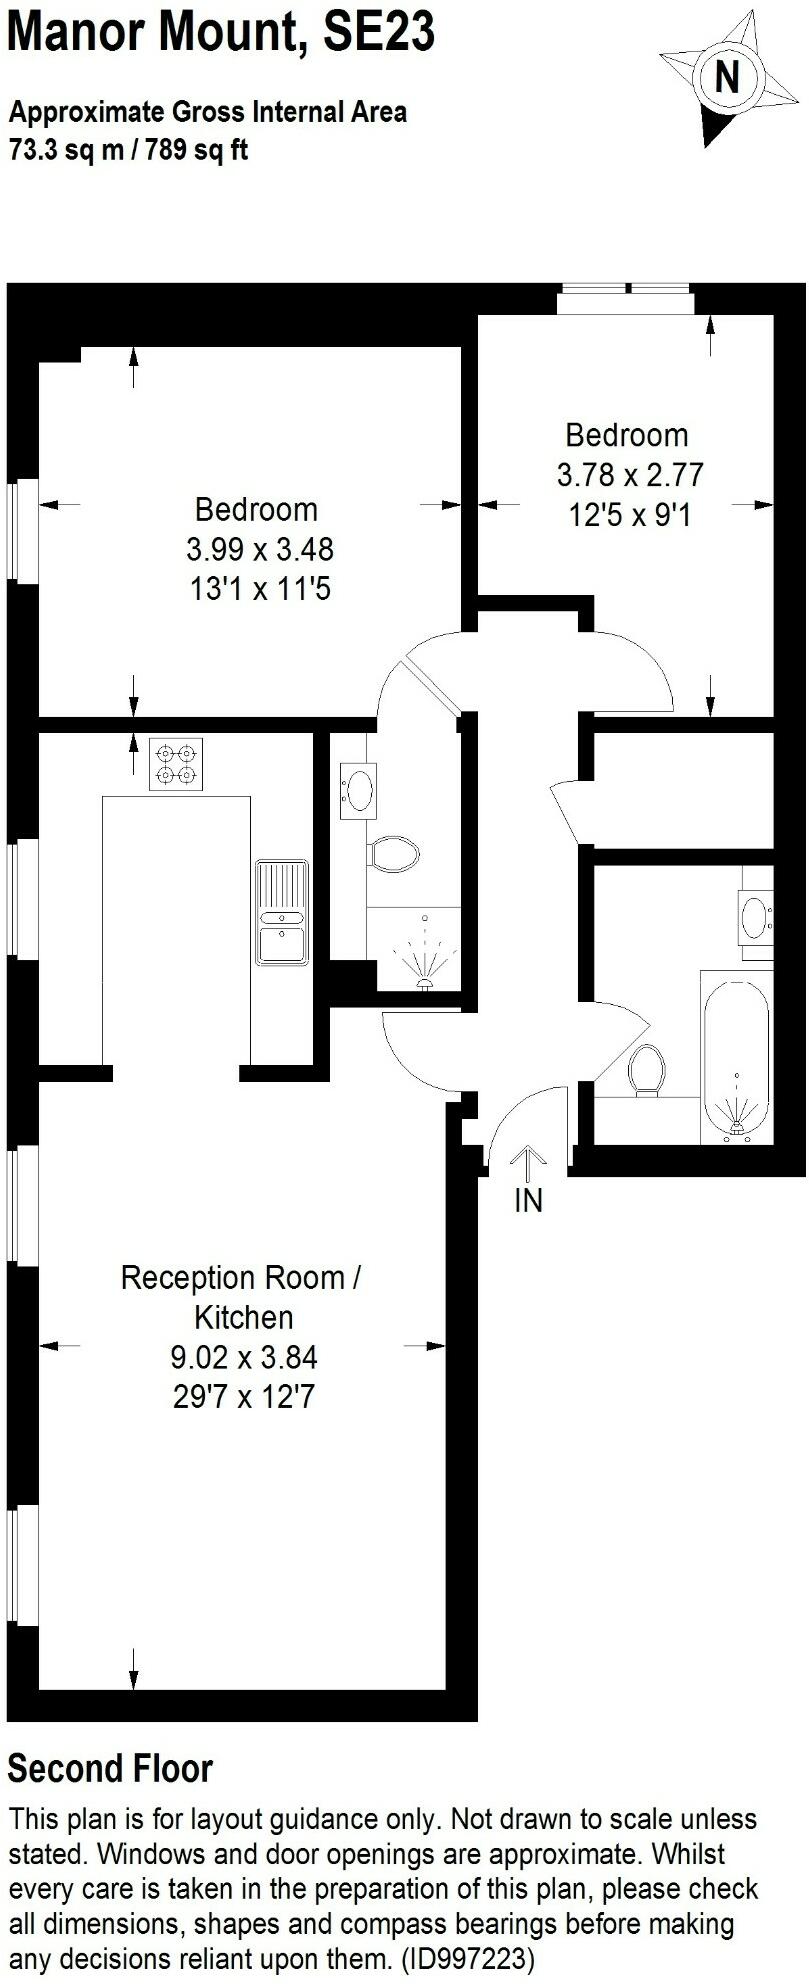 Manor Mount, SE23
N
Approximate Gross Internal Area
73.3 sq m / 789 sq ft
Bedroom
3.78 x 2.77
12'5 x 9'1
Bedroom
3.99 x 3.48
13'1 x 11'5
IN
Reception Room /
Kitchen
9.02 x 3.84
29'7 x 12'7
Second Floor
This plan is for layout guidance only. Not drawn to scale unless
stated. Windows and door openings are approximate. Whilst
every care is taken in the preparation of this plan, please check
all dimensions, shapes and compass bearings before making
any decisions reliant upon them. (ID997223)